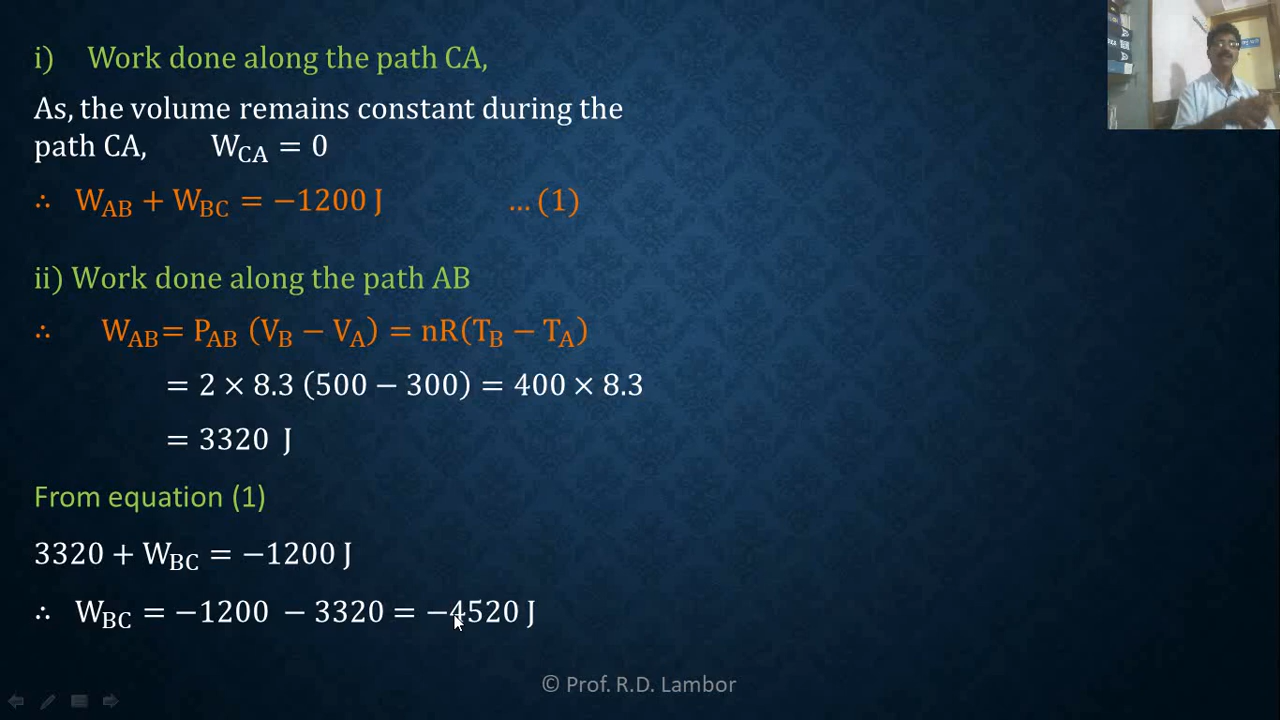 i) Work done along the path CA,
As, the volume remains constant during the
path CA, W_CA = 0
∴ W_AB + W_BC = −1200 J … (1)
ii) Work done along the path AB
∴ W_AB= P_AB (V_B − V_A) = nR(T_B − T_A)
= 2 × 8.3 (500 − 300) = 400 × 8.3
= 3320 J
From equation (1)
3320 + W_BC = −1200 J
∴ W_BC = −1200 − 3320 = −4520 J
© Prof. R.D. Lambor